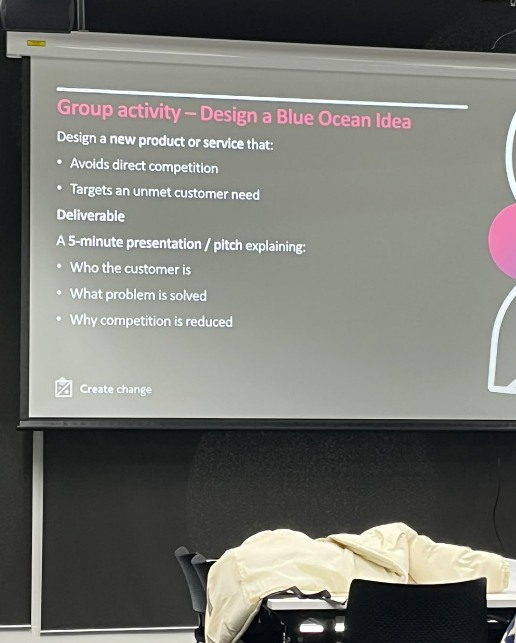 Group activity – Design a Blue Ocean Idea
Design a new product or service that:
• Avoids direct competition
• Targets an unmet customer need
Deliverable
A 5-minute presentation / pitch explaining:
• Who the customer is
• What problem is solved
• Why competition is reduced
Create change